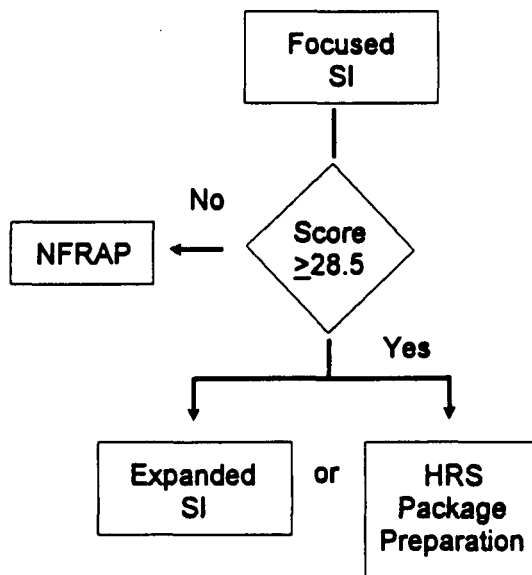 Focused
SI
No
Score
≥28.5
NFRAP
Yes
Expanded
SI
or
HRS
Package
Preparation